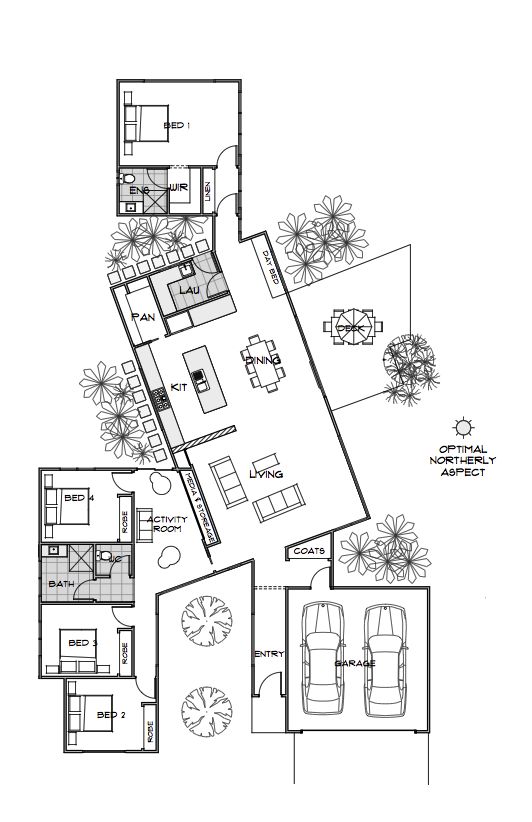 BED 1
ENS
WIR
LINEN
DAY BED
LAU
PAN
DECK
DINING
KIT
LIVING
OPTIMAL
NORTHERLY
ASPECT
MEDIA & STOREAGE
BED 4
ROBE
ACTIVITY
ROOM
COATS
WC
BATH
BED 3
ROBE
ENTRY
GARAGE
BED 2
ROBE